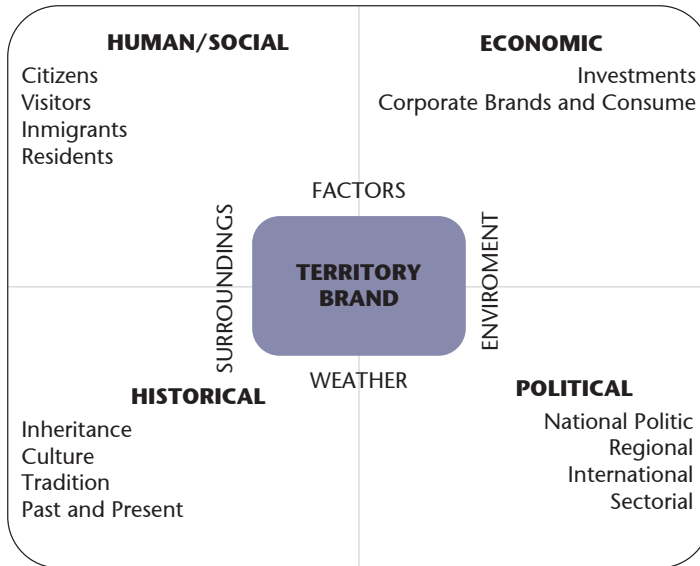 HUMAN/SOCIAL
Citizens
Visitors
Inmigrants
Residents
ECONOMIC
Investments
Corporate Brands and Consume
FACTORS
SURROUNDINGS
TERRITORY
BRAND
ENVIROMENT
WEATHER
HISTORICAL
Inheritance
Culture
Tradition
Past and Present
POLITICAL
National Politic
Regional
International
Sectorial